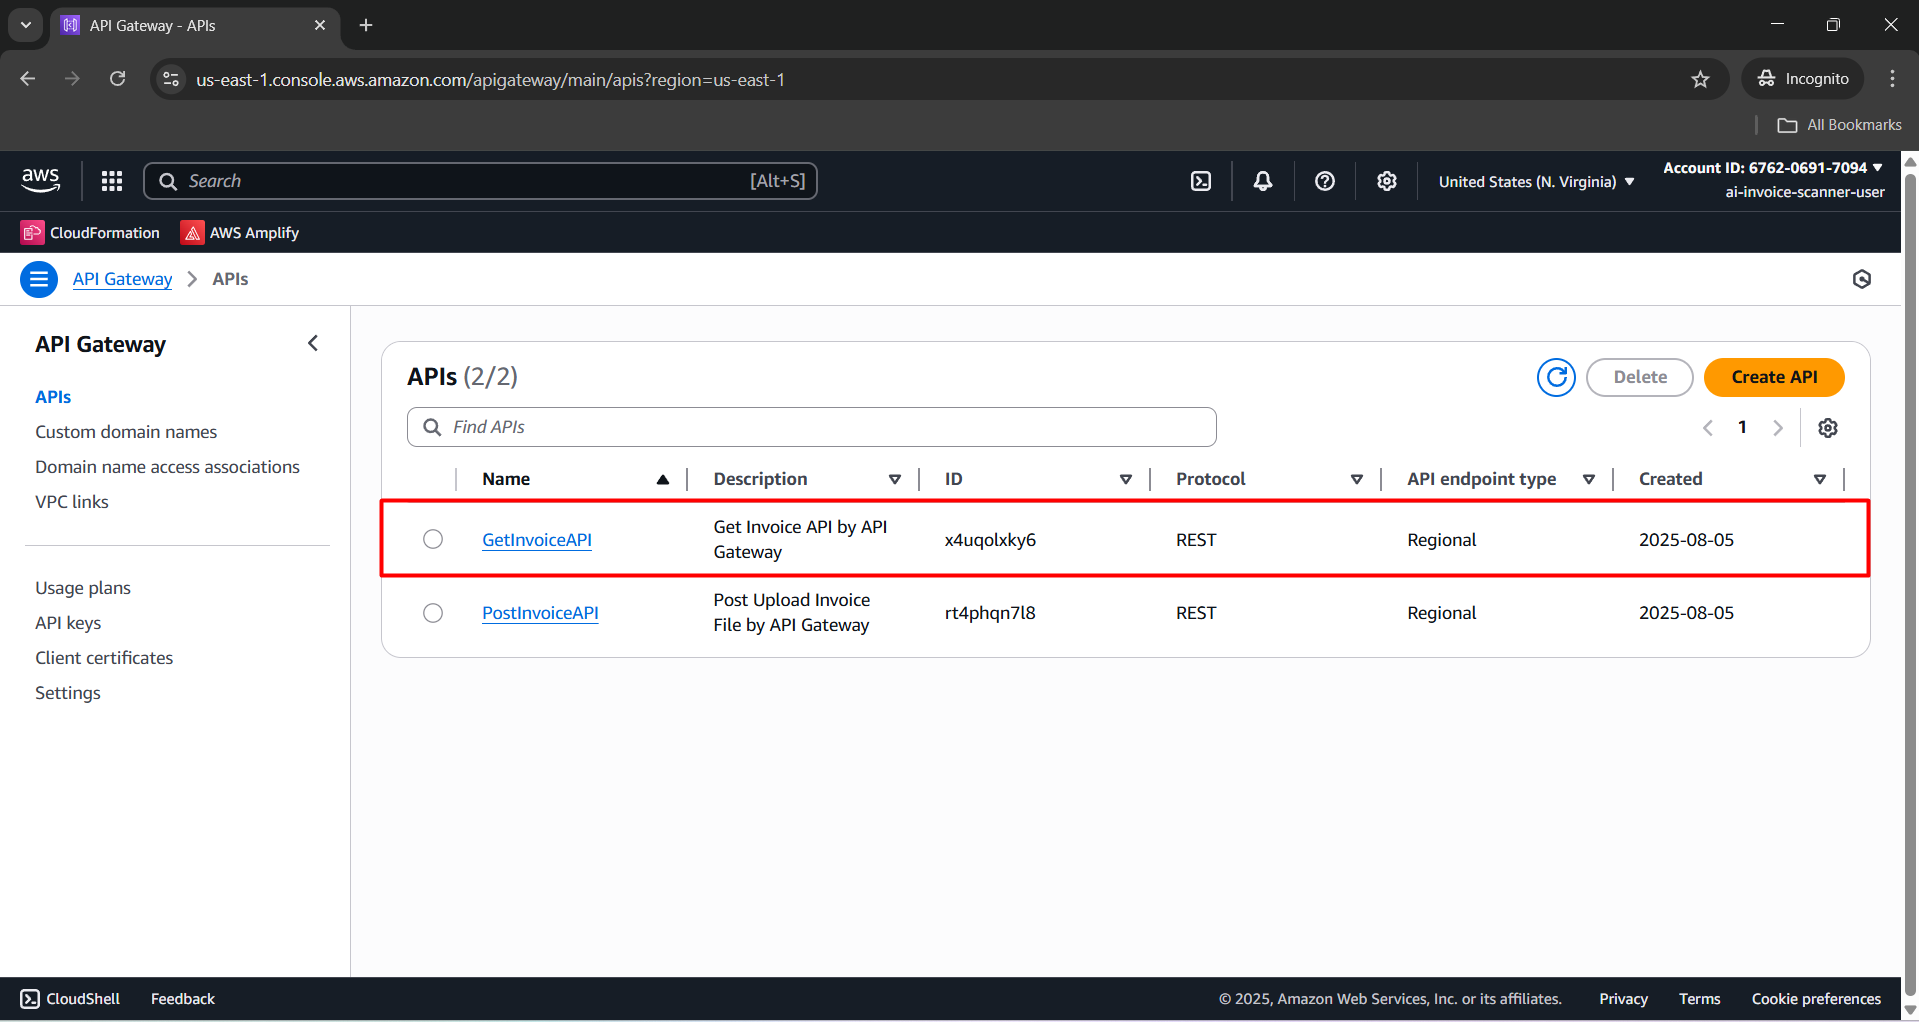 API Gateway - APIs
us-east-1.console.aws.amazon.com/apigateway/main/apis?region=us-east-1
Incognito
All Bookmarks
aws
Search
[Alt+S]
United States (N. Virginia)
Account ID: 6762-0691-7094
ai-invoice-scanner-user
CloudFormation
AWS Amplify
API Gateway
APIs
API Gateway
APIs
Custom domain names
Domain name access associations
VPC links
Usage plans
API keys
Client certificates
Settings
APIs (2/2)
Delete
Create API
Find APIs
1
Name
Description
ID
Protocol
API endpoint type
Created
GetInvoiceAPI
Get Invoice API by API
Gateway
x4uqolxky6
REST
Regional
2025-08-05
PostInvoiceAPI
Post Upload Invoice
File by API Gateway
rt4phqn7l8
REST
Regional
2025-08-05
CloudShell
Feedback
© 2025, Amazon Web Services, Inc. or its affiliates.
Privacy
Terms
Cookie preferences